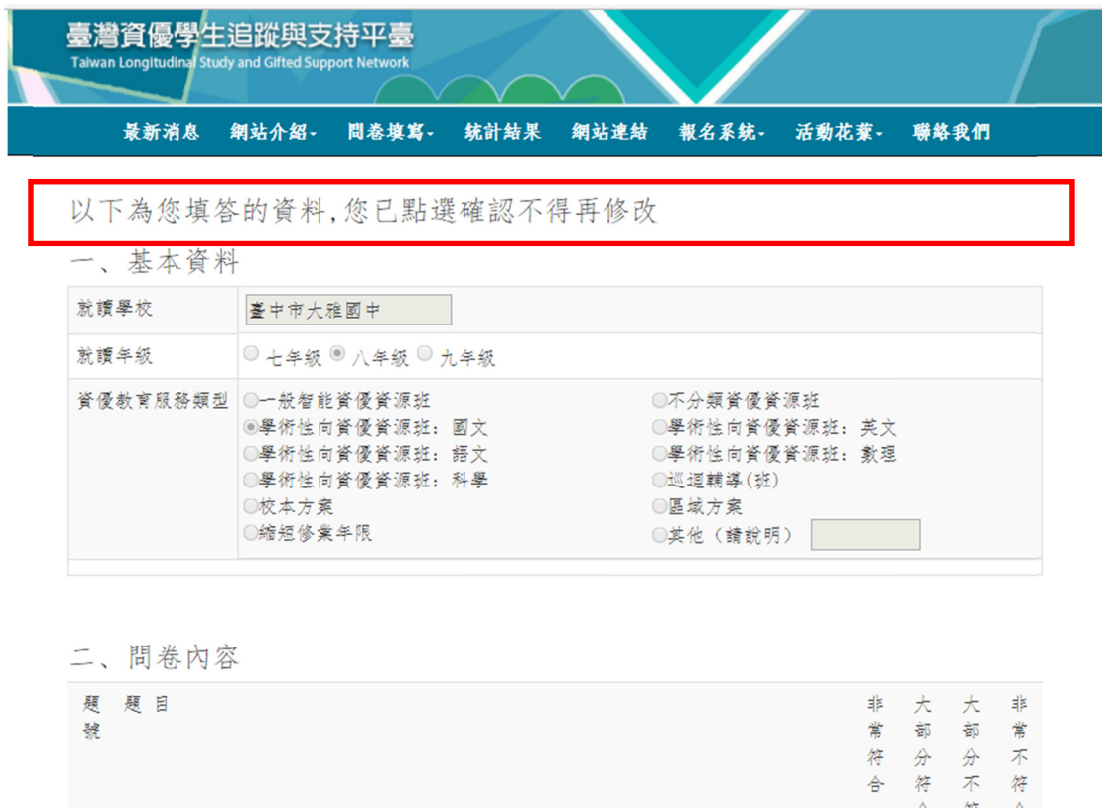 臺灣資優學生追蹤與支持平臺
Taiwan Longitudinal Study and Gifted Support Network
最新消息 網站介紹 問卷填寫 統計結果 網站連結 報名系統 活動花絮 聯絡我們
以下為您填答的資料,您已點選確認不得再修改
一、基本資料
就讀學校 臺中市大雅國中
就讀年級 七年級 八年級 九年級
資優教育服務類型 一般智能資優資源班 不分類資優資源班
學術性向資優資源班：國文 學術性向資優資源班：英文
學術性向資優資源班：語文 學術性向資優資源班：數理
學術性向資優資源班：科學 巡迴輔導(班)
校本方案 區域方案
縮短修業年限 其他（請說明）
二、問卷內容
題號 題目 非常符合 大部分符 大部分不符 非常不符合